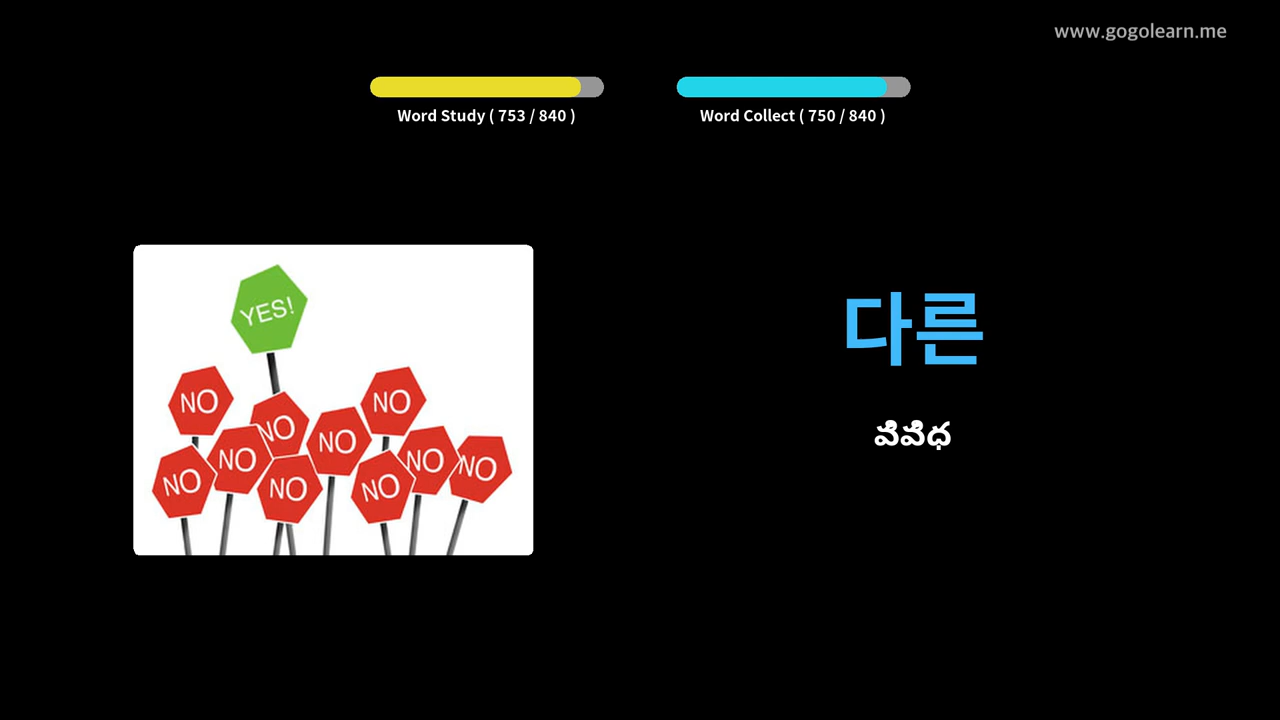 www.gogolearn.me
Word Study ( 753 / 840 )
Word Collect ( 750 / 840 )
YES!
NO
NO
NO
NO
NO
NO
NO
NO
NO
NO
다른
వివిధ